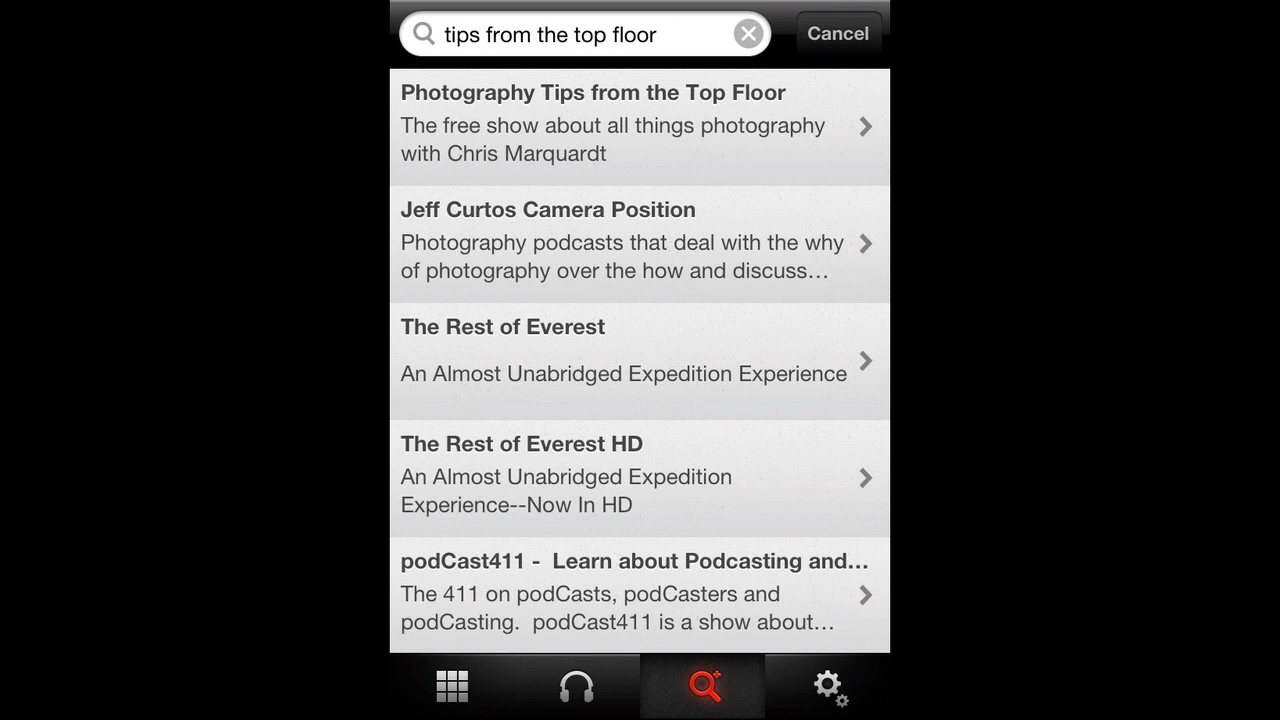 tips from the top floor
Cancel
Photography Tips from the Top Floor
The free show about all things photography
with Chris Marquardt
Jeff Curtos Camera Position
Photography podcasts that deal with the why
of photography over the how and discuss…
The Rest of Everest
An Almost Unabridged Expedition Experience
The Rest of Everest HD
An Almost Unabridged Expedition
Experience--Now In HD
podCast411 -  Learn about Podcasting and…
The 411 on podCasts, podCasters and
podCasting.  podCast411 is a show about…